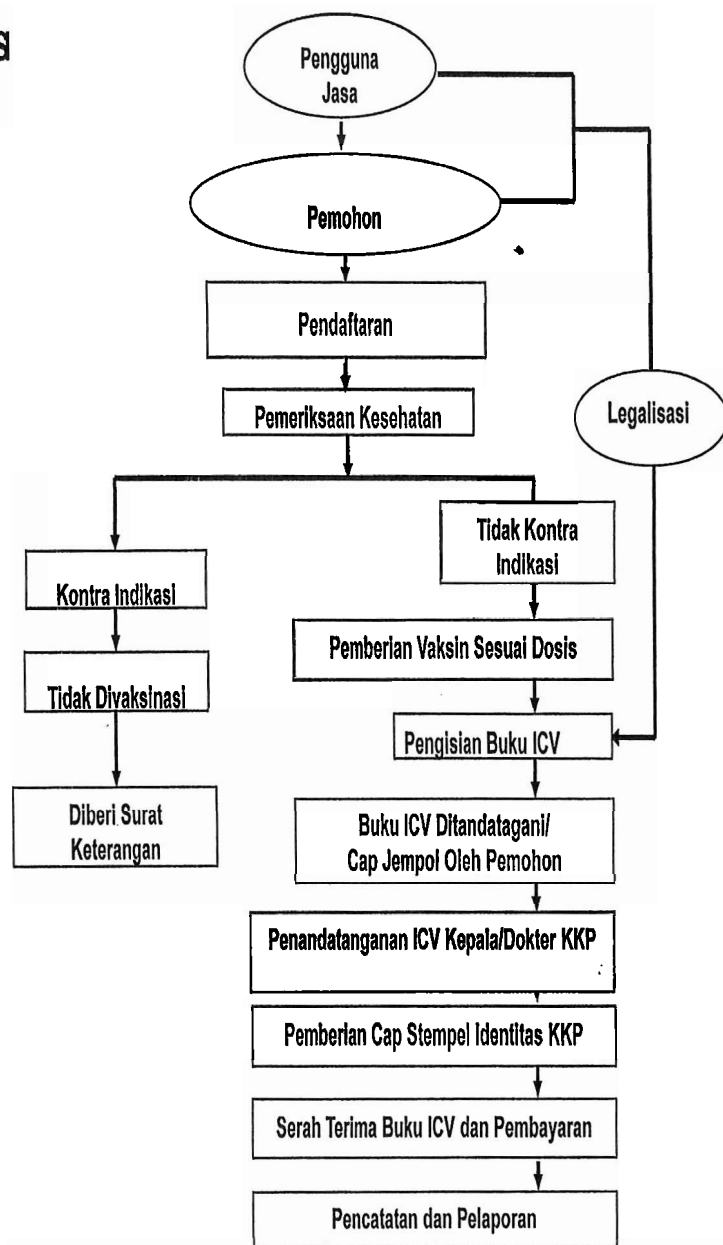 s
Pengguna
Jasa
Pemohon
Pendaftaran
Pemeriksaan Kesehatan
Legalisasi
Tidak Kontra
Indikasi
Kontra Indikasi
Pemberian Vaksin Sesuai Dosis
Tidak Divaksinasi
Pengisian Buku ICV
Diberi Surat
Keterangan
Buku ICV Ditandatagani/
Cap Jempol Oleh Pemohon
Penandatanganan ICV Kepala/Dokter KKP
Pemberian Cap Stempel Identitas KKP
Serah Terima Buku ICV dan Pembayaran
Pencatatan dan Pelaporan